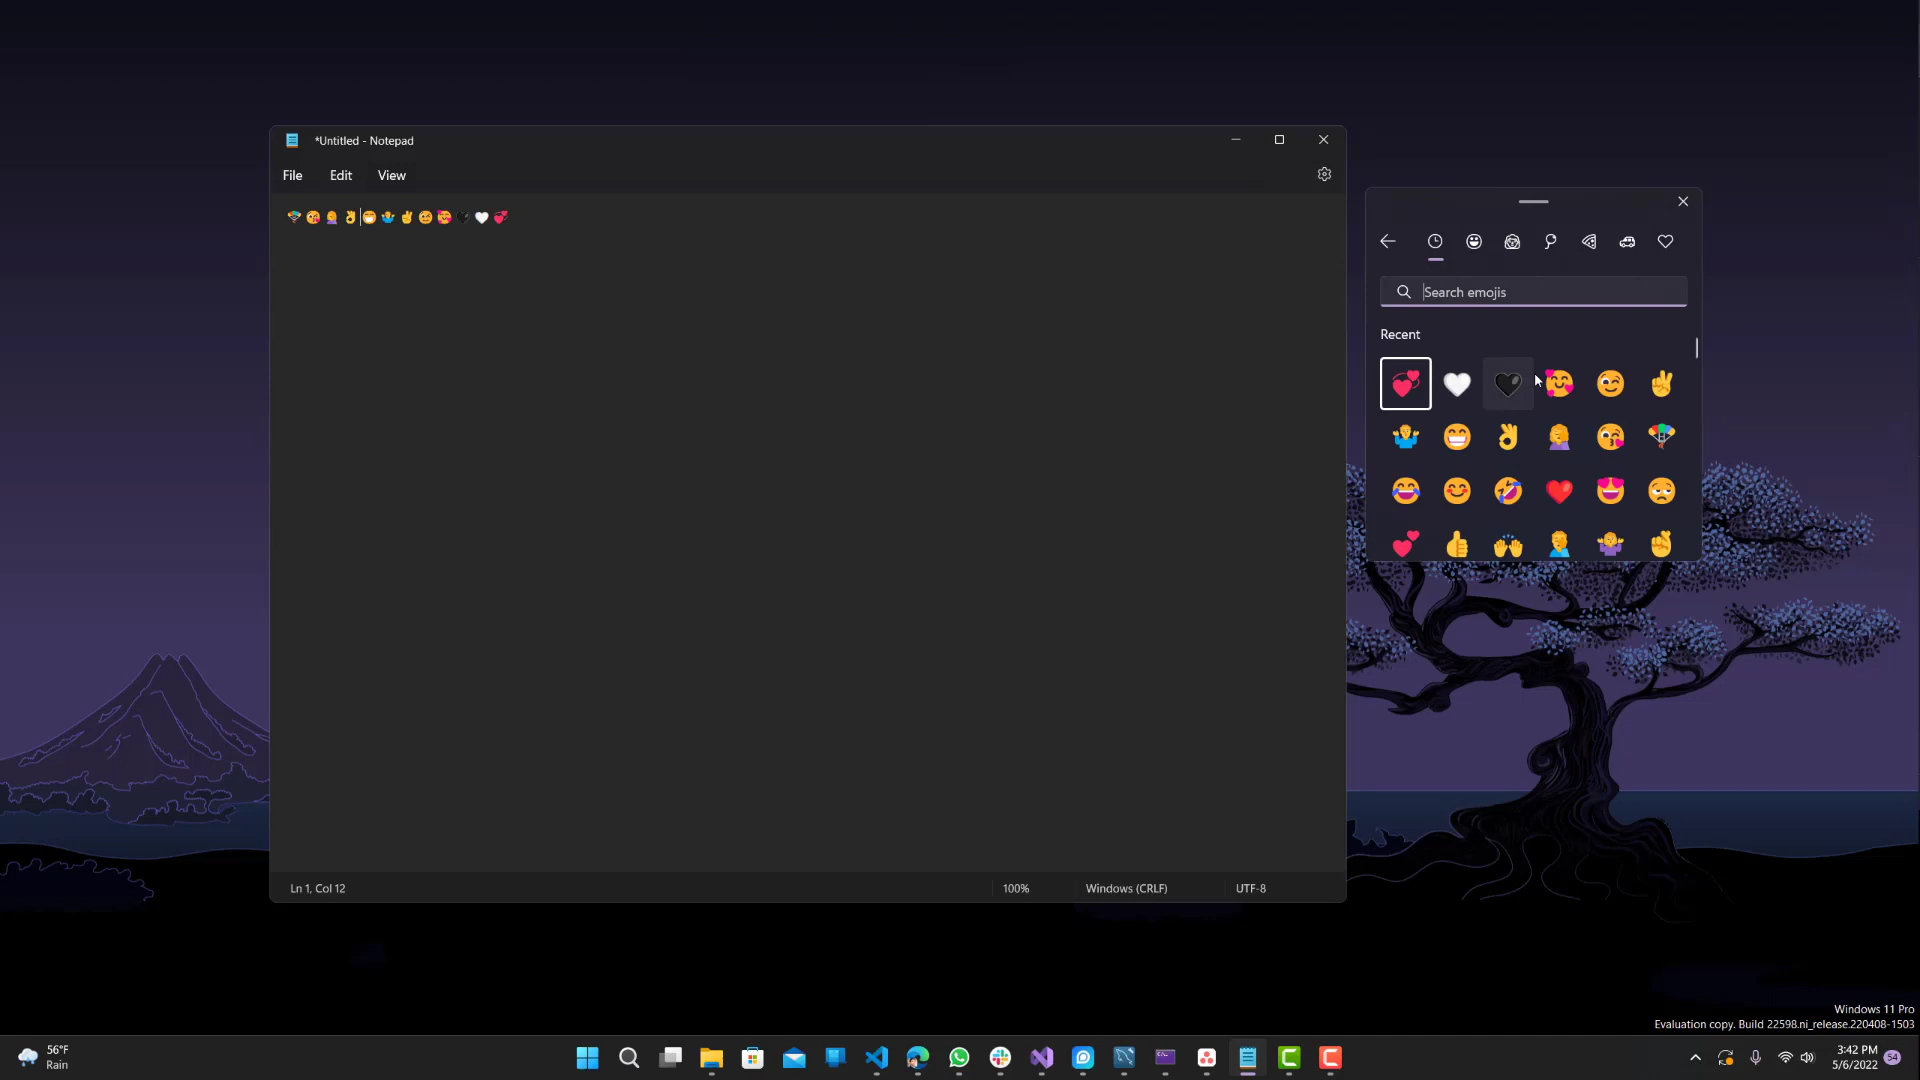 *Untitled - Notepad
File Edit View
🪂😘🤦‍♀️👌😁🤷‍♂️✌😉🥰🖤🤍💞
Search emojis
Recent
Ln 1, Col 12
100%
Windows (CRLF)
UTF-8
Windows 11 Pro
Evaluation copy. Build 22598.ni_release.220408-1503
56°F
Rain
3:42 PM
5/6/2022
54